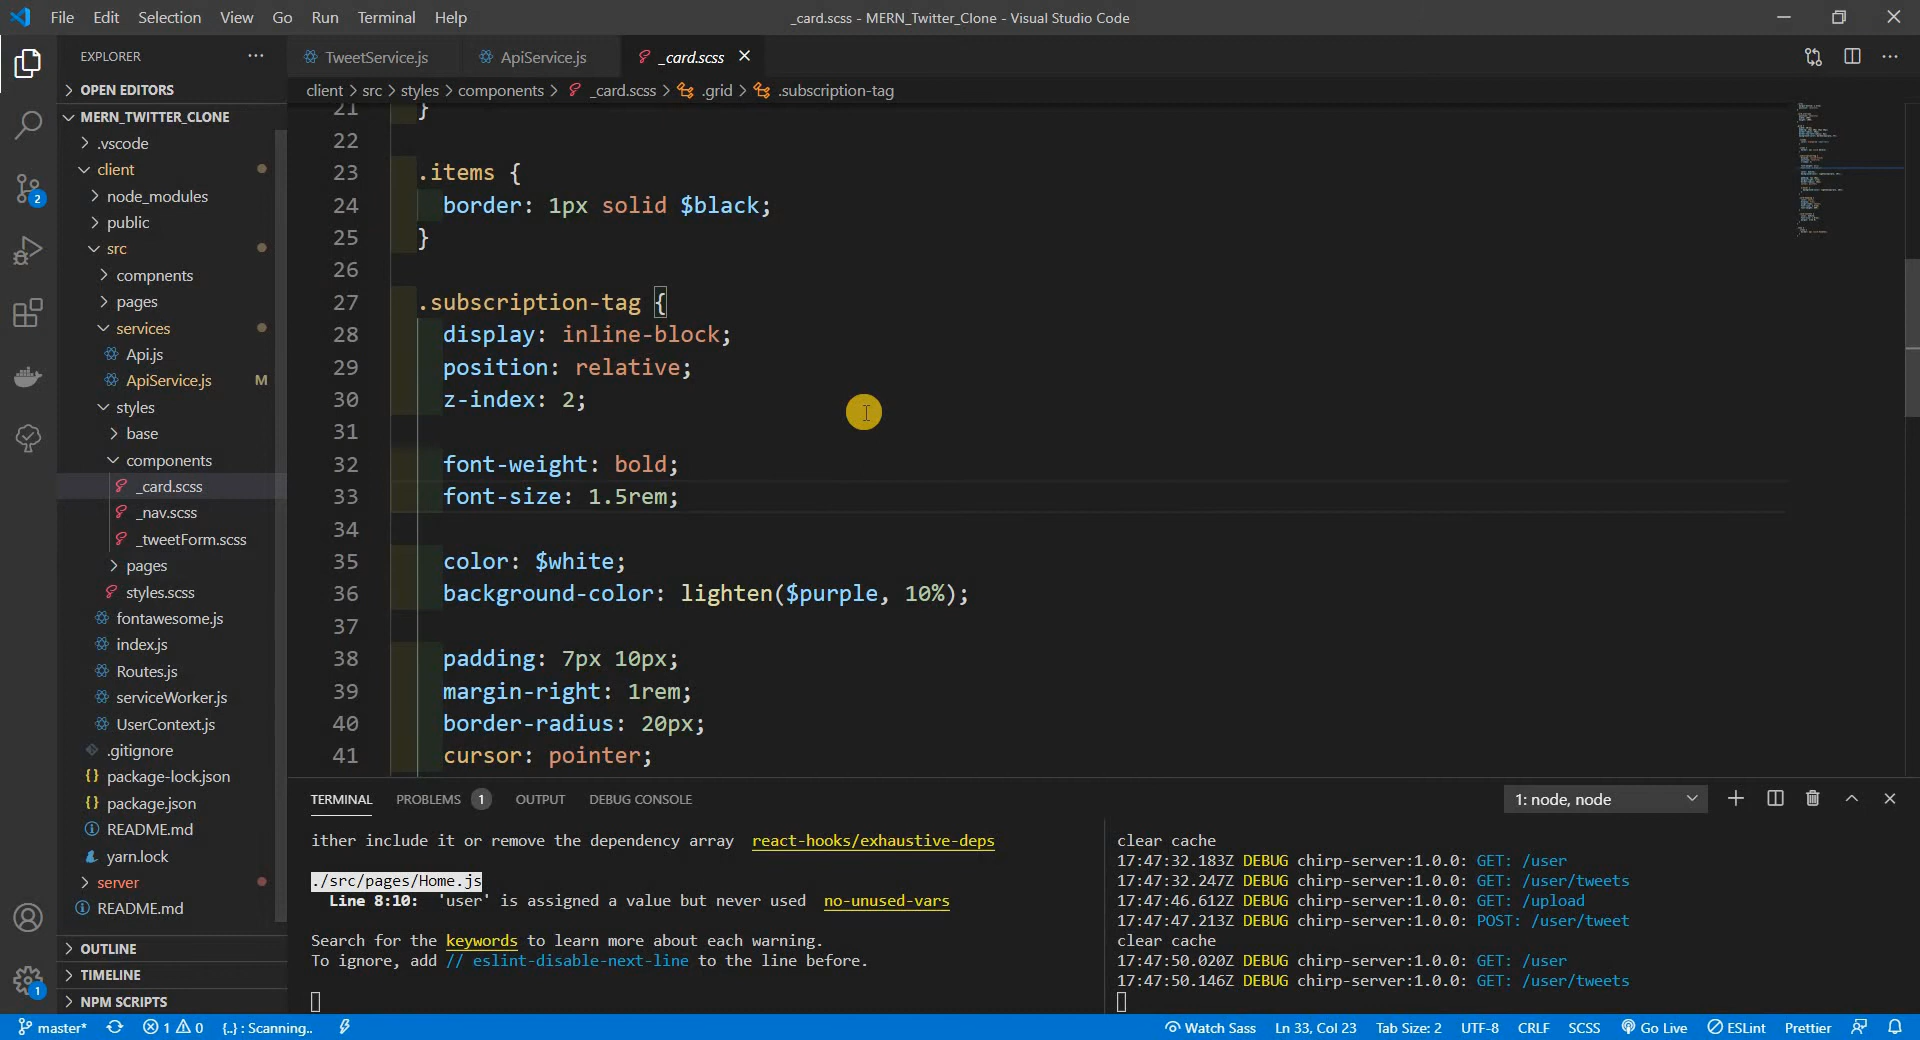 File Edit Selection View Go Run Terminal Help
_card.scss - MERN_Twitter_Clone - Visual Studio Code
EXPLORER
OPEN EDITORS
MERN_TWITTER_CLONE
.vscode
client
node_modules
public
src
compnents
pages
services
Api.js
ApiService.js M
styles
base
components
_card.scss
_nav.scss
_tweetForm.scss
pages
styles.scss
fontawesome.js
index.js
Routes.js
serviceWorker.js
UserContext.js
.gitignore
package-lock.json
package.json
README.md
yarn.lock
server
README.md
OUTLINE
TIMELINE
NPM SCRIPTS
2
1
TweetService.js ApiService.js _card.scss
client > src > styles > components > _card.scss > .grid > .subscription-tag
21 }
22
23 .items {
24 border: 1px solid $black;
25 }
26
27 .subscription-tag {
28 display: inline-block;
29 position: relative;
30 z-index: 2;
31
32 font-weight: bold;
33 font-size: 1.5rem;
34
35 color: $white;
36 background-color: lighten($purple, 10%);
37
38 padding: 7px 10px;
39 margin-right: 1rem;
40 border-radius: 20px;
41 cursor: pointer;
TERMINAL PROBLEMS 1 OUTPUT DEBUG CONSOLE
1: node, node
ither include it or remove the dependency array react-hooks/exhaustive-deps
./src/pages/Home.js
Line 8:10: 'user' is assigned a value but never used no-unused-vars
Search for the keywords to learn more about each warning.
To ignore, add // eslint-disable-next-line to the line before.
clear cache
17:47:32.183Z DEBUG chirp-server:1.0.0: GET: /user
17:47:32.247Z DEBUG chirp-server:1.0.0: GET: /user/tweets
17:47:46.612Z DEBUG chirp-server:1.0.0: GET: /upload
17:47:47.213Z DEBUG chirp-server:1.0.0: POST: /user/tweet
clear cache
17:47:50.020Z DEBUG chirp-server:1.0.0: GET: /user
17:47:50.146Z DEBUG chirp-server:1.0.0: GET: /user/tweets
master* 1 0 {..} : Scanning.. Watch Sass Ln 33, Col 23 Tab Size: 2 UTF-8 CRLF SCSS Go Live ESLint Prettier